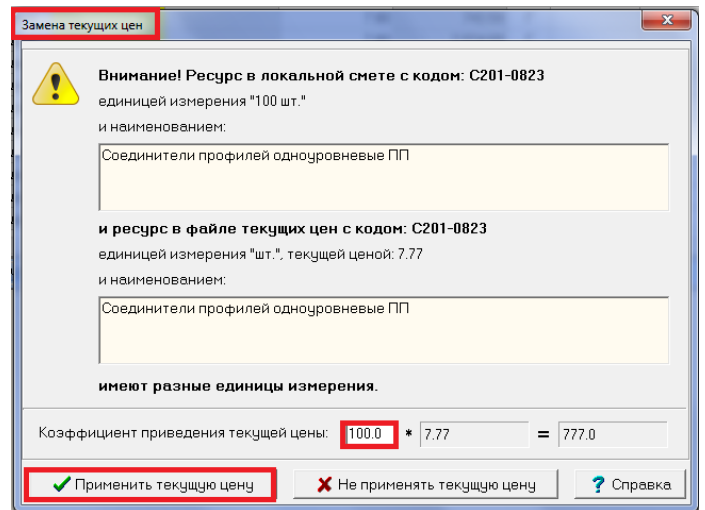 Замена текущих цен
Внимание! Ресурс в локальной смете с кодом: С201-0823
единицей измерения "100 шт."
и наименованием:
Соединители профилей одноуровневые ПП
и ресурс в файле текущих цен с кодом: С201-0823
единицей измерения "шт.", текущей ценой: 7.77
и наименованием:
Соединители профилей одноуровневые ПП
имеют разные единицы измерения.
Коэффициент приведения текущей цены: 100.0 * 7.77 = 777.0
Применить текущую цену Не применять текущую цену ? Справка